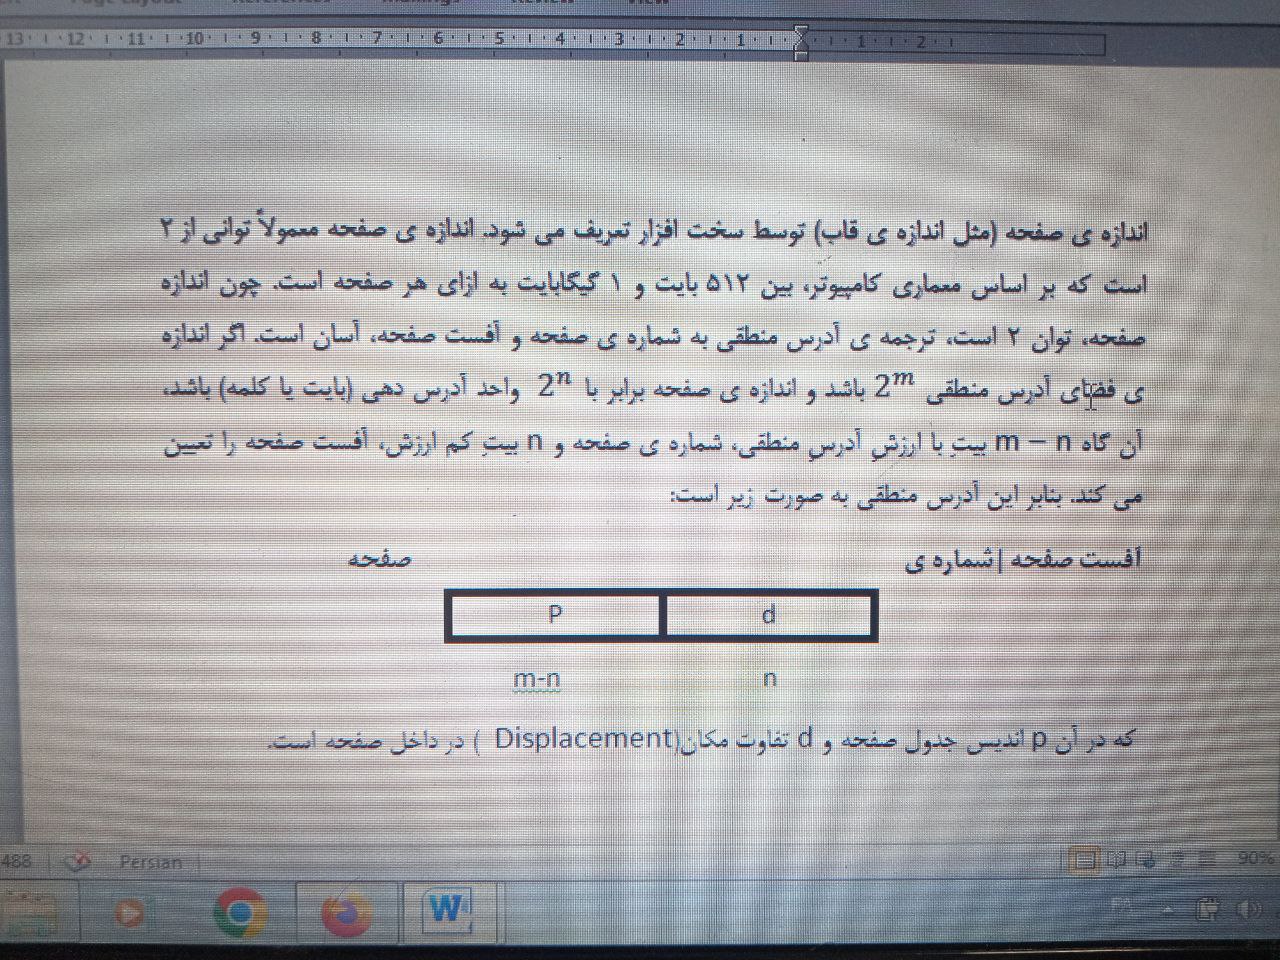 13 · 12 · 11 · 10 · 9 · 8 · 7 · 6 · 5 · 4 · 3 · 2 · 1 · 1 · 2
اندازه ی صفحه (مثل اندازه ی قاب) توسط سخت افزار تعریف می شود. اندازه ی صفحه معمولاً توانی از ۲
است که بر اساس معماری کامپیوتر، بین ۵۱۲ بایت و ۱ گیگابایت به ازای هر صفحه است. چون اندازه
صفحه، توان ۲ است، ترجمه ی آدرس منطقی به شماره ی صفحه و آفست صفحه، آسان است. اگر اندازه
ی فضای آدرس منطقی 2^m باشد و اندازه ی صفحه برابر با 2^n واحد آدرس دهی (بایت یا کلمه) باشد،
آن گاه m − n بیتِ با ارزشِ آدرسِ منطقی، شماره ی صفحه و n بیتِ کم ارزش، آفست صفحه را تعیین
می کند. بنابر این آدرس منطقی به صورت زیر است:
آفست صفحه |شماره ی صفحه
P d
m-n n
که در آن p اندیس جدول صفحه و d تفاوت مکان(Displacement ) در داخل صفحه است.
488 Persian 90%
W FA